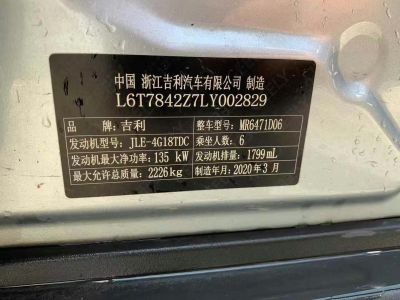 中国 浙江吉利汽车有限公司 制造
L6T7842Z7LY002829
品牌:吉利 整车型号:MR6471D06
发动机型号:JLE-4G18TDC 乘坐人数:6
发动机最大净功率:135 kW 发动机排量:1799mL
最大允许总质量:2226kg 制造年月:2020年3月